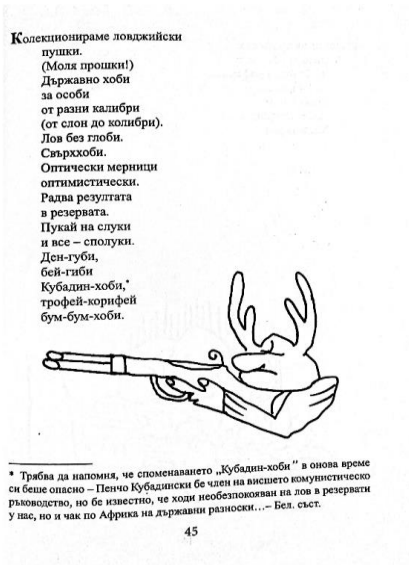 Колекционираме ловджийски
пушки.
(Моля прошки!)
Държавно хоби
за особи
от разни калибри
(от слон до колибри).
Лов без глоби.
Свърххоби.
Оптически мерници
оптимистически.
Радва резултата
в резервата.
Пукай на слуки
и все – сполуки.
Ден-губи,
бей-гиби
Кубадин-хоби,*
трофей-корифей
бум-бум-хоби.
* Трябва да напомня, че споменаването „Кубадин-хоби” в онова време
си беше опасно – Пенчо Кубадински бе член на висшето комунистическо
ръководство, но бе известно, че ходи необезпокояван на лов в резервати
у нас, но и чак по Африка на държавни разноски...– Бел. съст.
45